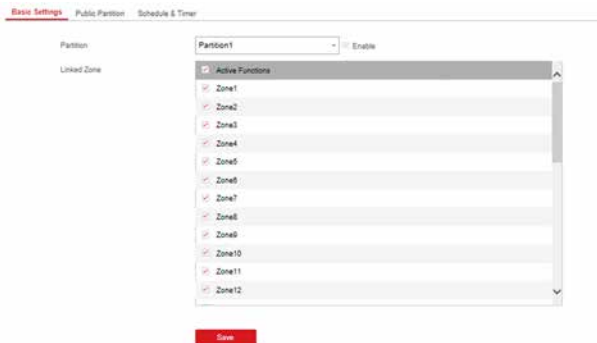 Basic Settings Public Partition Schedule & Timer
Partition Partition1 Enable
Linked Zone Active Functions
Zone1
Zone2
Zone3
Zone4
Zone5
Zone6
Zone7
Zone8
Zone9
Zone10
Zone11
Zone12
Save